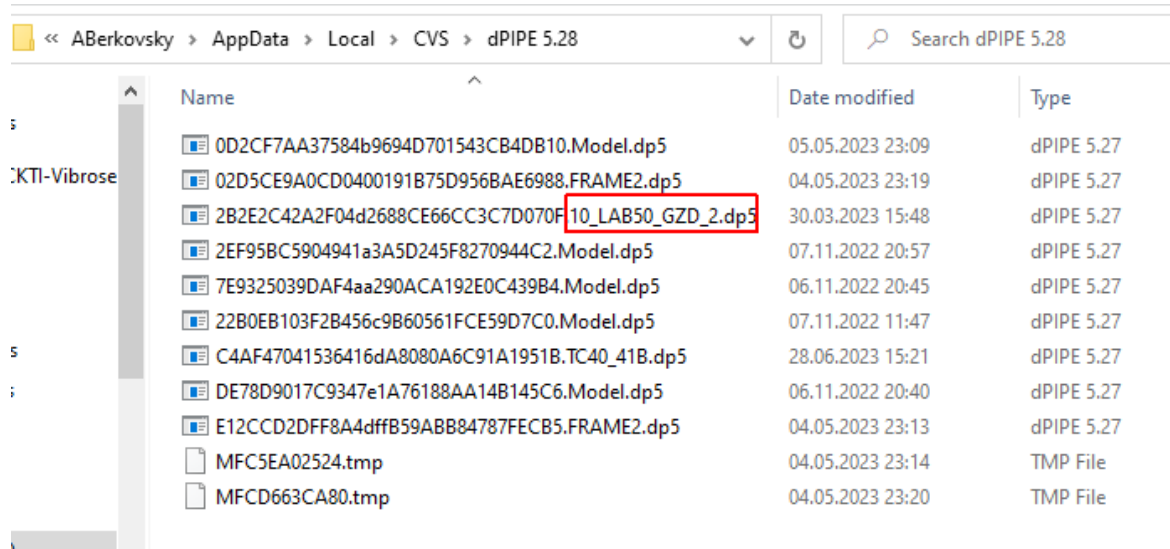 « ABerkovsky > AppData > Local > CVS > dPIPE 5.28 Search dPIPE 5.28
Name Date modified Type
0D2CF7AA37584b9694D701543CB4DB10.Model.dp5 05.05.2023 23:09 dPIPE 5.27
CKTI-Vibrose
02D5CE9A0CD0400191B75D956BAE6988.FRAME2.dp5 04.05.2023 23:19 dPIPE 5.27
2B2E2C42A2F04d2688CE66CC3C7D070F.10_LAB50_GZD_2.dp5 30.03.2023 15:48 dPIPE 5.27
2EF95BC5904941a3A5D245F8270944C2.Model.dp5 07.11.2022 20:57 dPIPE 5.27
7E9325039DAF4aa290ACA192E0C439B4.Model.dp5 06.11.2022 20:45 dPIPE 5.27
22B0EB103F2B456c9B60561FCE59D7C0.Model.dp5 07.11.2022 11:47 dPIPE 5.27
C4AF47041536416dA8080A6C91A1951B.TC40_41B.dp5 28.06.2023 15:21 dPIPE 5.27
DE78D9017C9347e1A76188AA14B145C6.Model.dp5 06.11.2022 20:40 dPIPE 5.27
E12CCD2DFF8A4dffB59ABB84787FECB5.FRAME2.dp5 04.05.2023 23:13 dPIPE 5.27
MFC5EA02524.tmp 04.05.2023 23:14 TMP File
MFCD663CA80.tmp 04.05.2023 23:20 TMP File